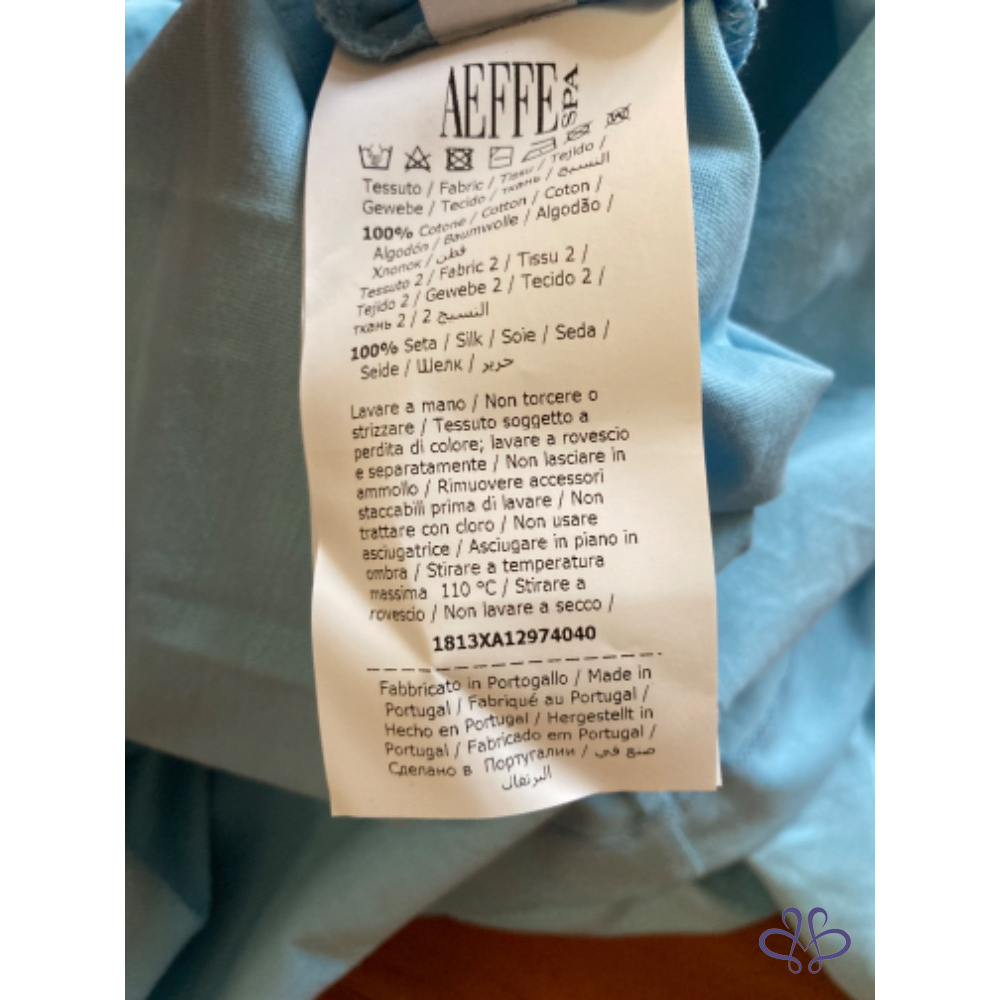 AEFFE SPA
Tessuto / Fabric / Tissu / Tejido /
Gewebe / Tecido / ткань / النسيج
100% Cotone / Cotton / Coton /
Algodón / Baumwolle / Algodão /
Хлопок / قطن
Tessuto 2 / Fabric 2 / Tissu 2 /
Tejido 2 / Gewebe 2 / Tecido 2 /
ткань 2 / 2 النسيج
100% Seta / Silk / Soie / Seda /
Seide / Шелк / حرير
Lavare a mano / Non torcere o
strizzare / Tessuto soggetto a
perdita di colore; lavare a rovescio
e separatamente / Non lasciare in
ammollo / Rimuovere accessori
staccabili prima di lavare / Non
trattare con cloro / Non usare
asciugatrice / Asciugare in piano in
ombra / Stirare a temperatura
massima 110 °C / Stirare a
rovescio / Non lavare a secco /
1813XA12974040
Fabbricato in Portogallo / Made in
Portugal / Fabriqué au Portugal /
Hecho en Portugal / Hergestellt in
Portugal / Fabricado em Portugal /
Сделано в Португалии / صنع في
البرتغال